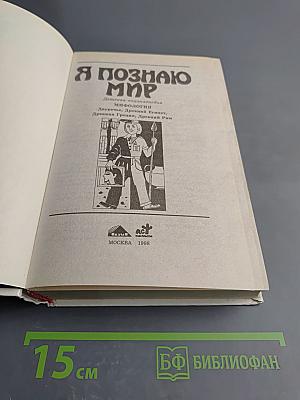 Я ПОЗНАЮ
МИР
Детская энциклопедия
МИФОЛОГИЯ
Древний Египет,
Древняя Греция, Древний Рим
МОСКВА 1998
15 см
БФ БИБЛИОФАН